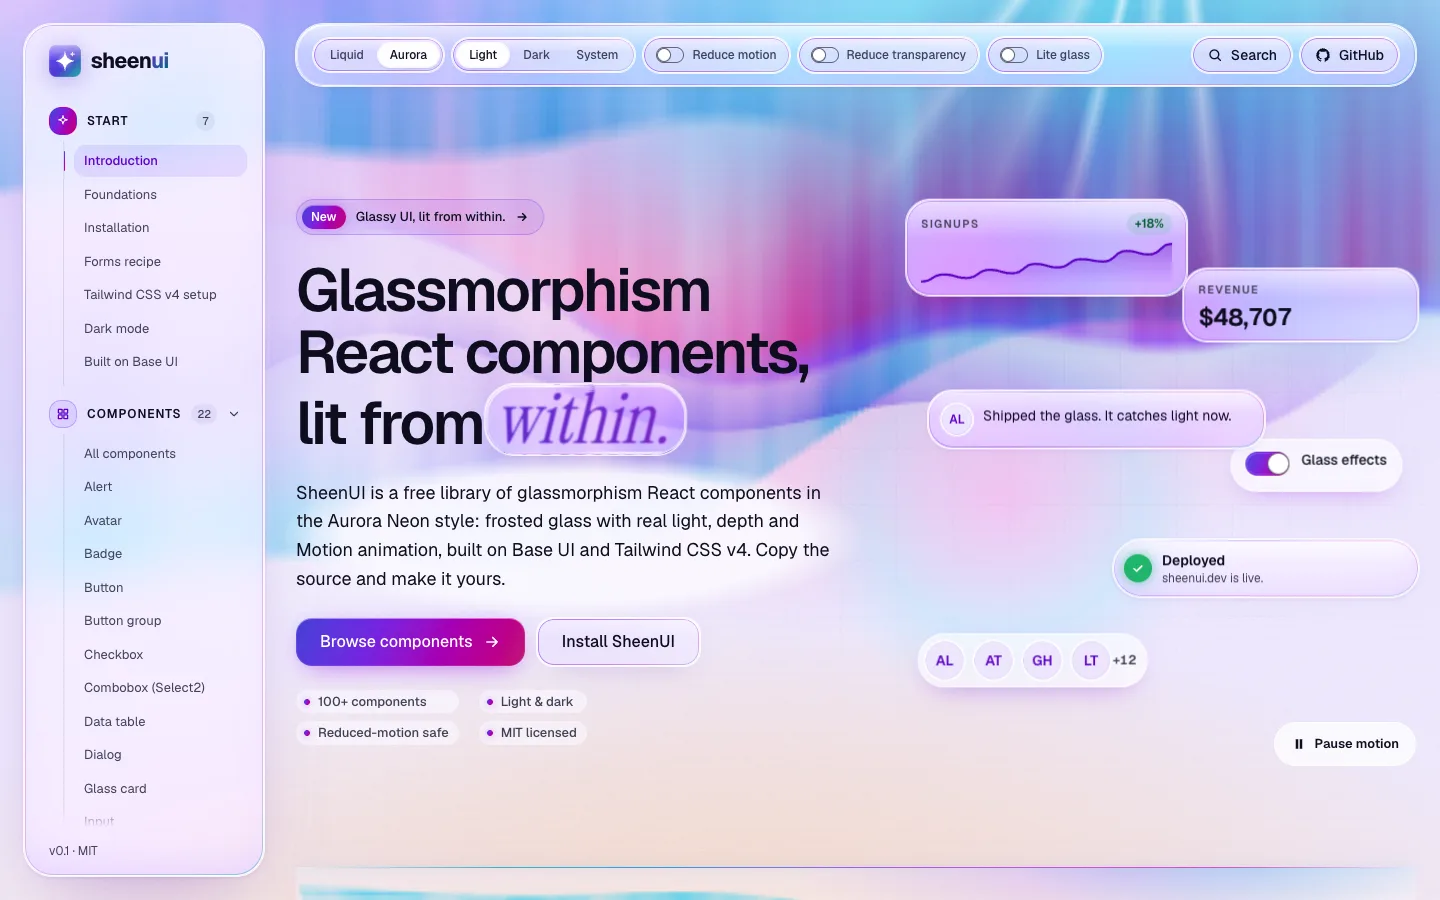 sheenui
START 7
Introduction
Foundations
Installation
Forms recipe
Tailwind CSS v4 setup
Dark mode
Built on Base UI
COMPONENTS 22
All components
Alert
Avatar
Badge
Button
Button group
Checkbox
Combobox (Select2)
Data table
Dialog
Glass card
Input
v0.1 · MIT
Liquid Aurora Light Dark System Reduce motion Reduce transparency Lite glass Search GitHub
New Glassy UI, lit from within. →
Glassmorphism
React components,
lit from within.
SheenUI is a free library of glassmorphism React components in
the Aurora Neon style: frosted glass with real light, depth and
Motion animation, built on Base UI and Tailwind CSS v4. Copy the
source and make it yours.
Browse components →
Install SheenUI
100+ components
Light & dark
Reduced-motion safe
MIT licensed
SIGNUPS +18%
REVENUE
$48,707
AL Shipped the glass. It catches light now.
Glass effects
Deployed
sheenui.dev is live.
AL AT GH LT +12
Pause motion